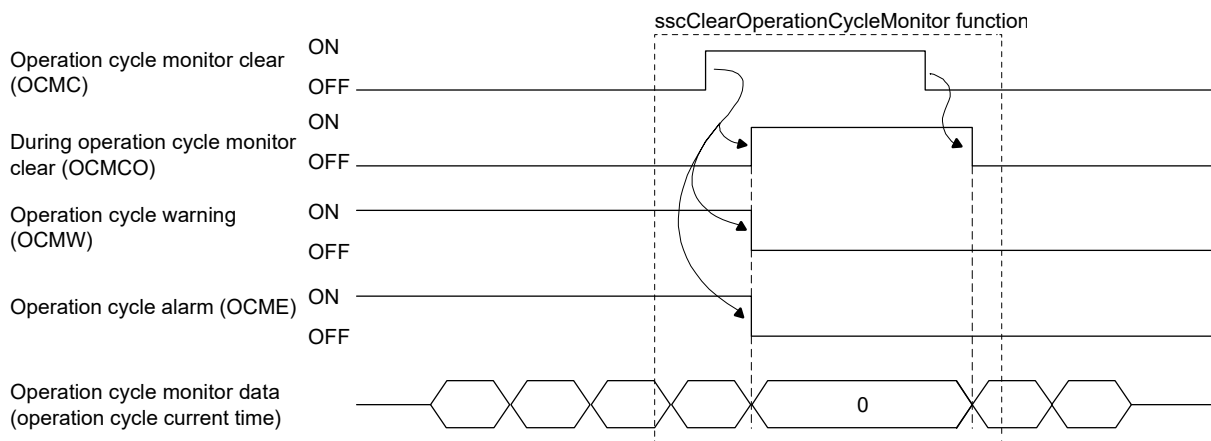 sscClearOperationCycleMonitor function
Operation cycle monitor clear
(OCMC)
ON
OFF
During operation cycle monitor
clear (OCMCO)
ON
OFF
Operation cycle warning
(OCMW)
ON
OFF
Operation cycle alarm (OCME)
ON
OFF
Operation cycle monitor data
(operation cycle current time)
0